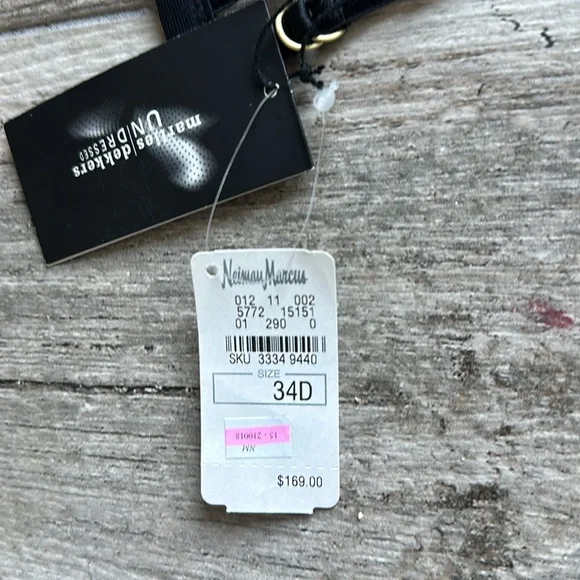 marlies|dekkers
UN|DRESSED
Neiman Marcus
012 11 002
5772 15151
01 290 0
SKU 3334 9440
SIZE
34D
NM
15 - 210018
$169.00